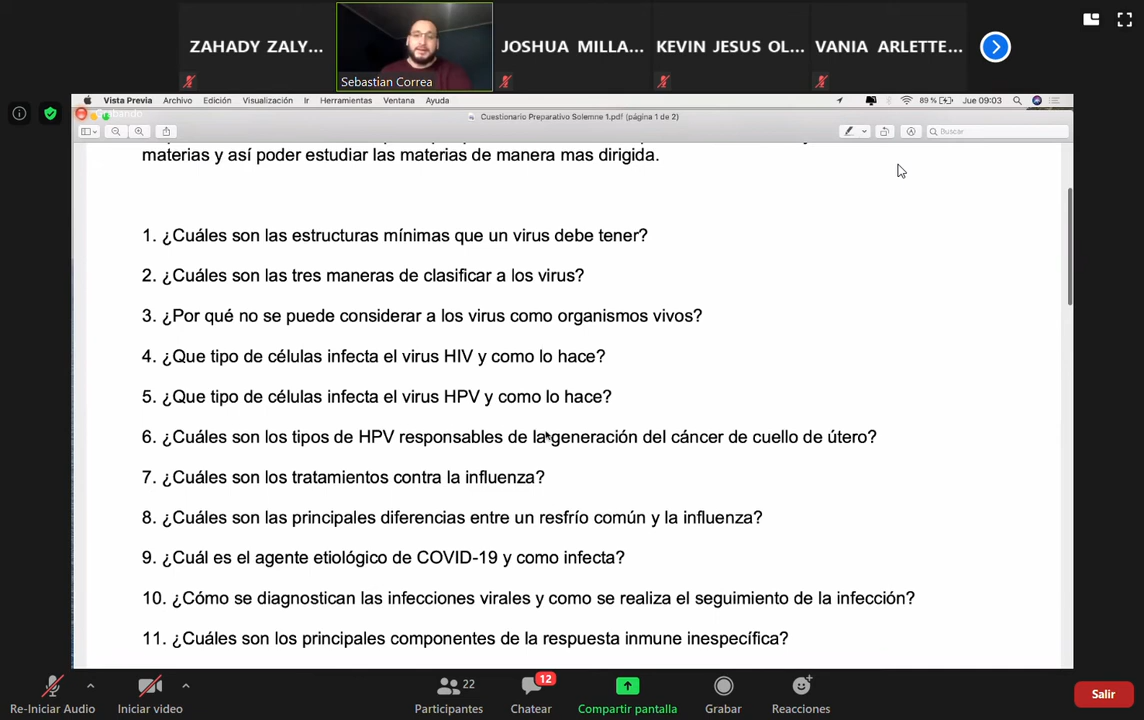 ZAHADY ZALY...
Sebastian Correa
JOSHUA MILLA...
KEVIN JESUS OL...
VANIA ARLETTE...
Vista Previa Archivo Edición Visualización Ir Herramientas Ventana Ayuda
89 % Jue 09:03
Cuestionario Preparativo Solemne 1.pdf (página 1 de 2)
Buscar
materias y así poder estudiar las materias de manera mas dirigida.
1. ¿Cuáles son las estructuras mínimas que un virus debe tener?
2. ¿Cuáles son las tres maneras de clasificar a los virus?
3. ¿Por qué no se puede considerar a los virus como organismos vivos?
4. ¿Que tipo de células infecta el virus HIV y como lo hace?
5. ¿Que tipo de células infecta el virus HPV y como lo hace?
6. ¿Cuáles son los tipos de HPV responsables de la generación del cáncer de cuello de útero?
7. ¿Cuáles son los tratamientos contra la influenza?
8. ¿Cuáles son las principales diferencias entre un resfrío común y la influenza?
9. ¿Cuál es el agente etiológico de COVID-19 y como infecta?
10. ¿Cómo se diagnostican las infecciones virales y como se realiza el seguimiento de la infección?
11. ¿Cuáles son los principales componentes de la respuesta inmune inespecífica?
22
12
Re-Iniciar Audio
Iniciar video
Participantes
Chatear
Compartir pantalla
Grabar
Reacciones
Salir